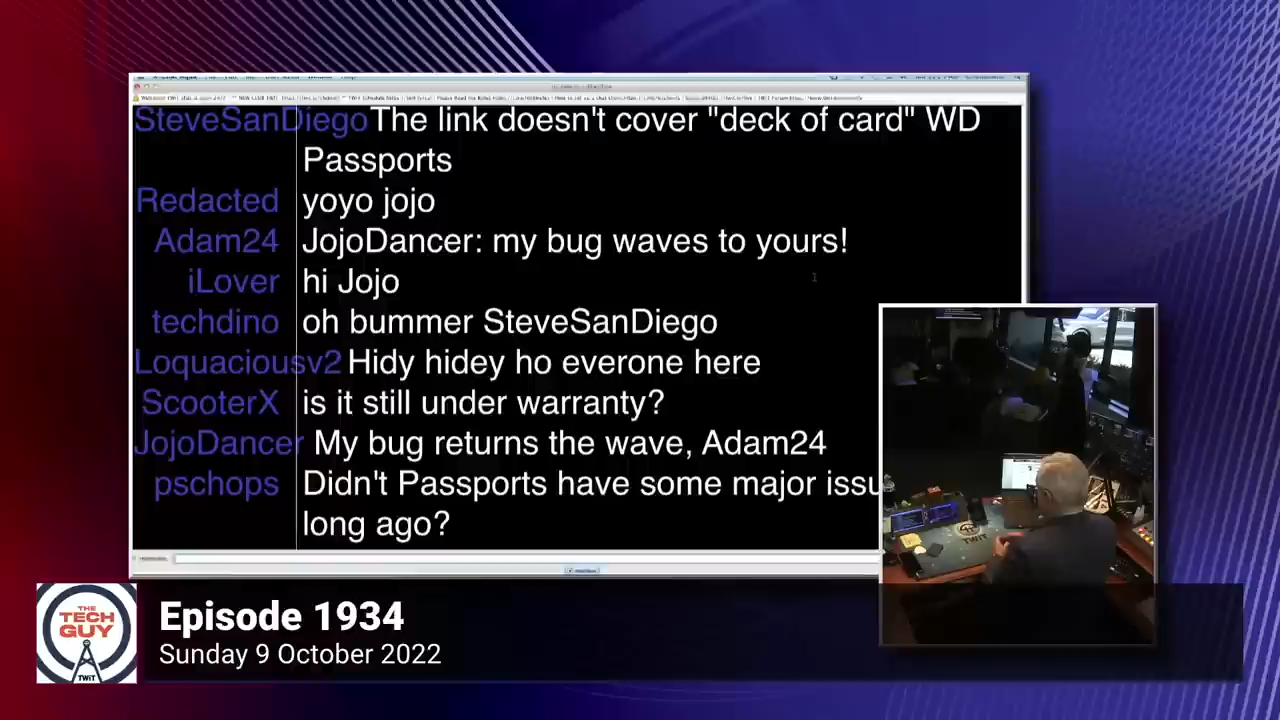 SteveSanDiego The link doesn't cover "deck of card" WD
Passports
Redacted yoyo jojo
Adam24 JojoDancer: my bug waves to yours!
iLover hi Jojo
techdino oh bummer SteveSanDiego
Loquaciousv2 Hidy hidey ho everone here
ScooterX is it still under warranty?
JojoDancer My bug returns the wave, Adam24
pschops Didn't Passports have some major issu
long ago?
THE
TECH
GUY
TWiT
Episode 1934
Sunday 9 October 2022
TWiT